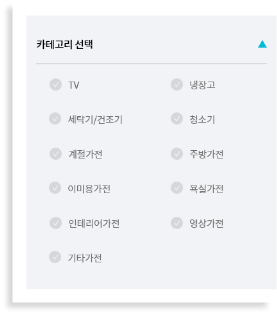 카테고리 선택
TV 냉장고
세탁기/건조기 청소기
계절가전 주방가전
이미용가전 욕실가전
인테리어가전 영상가전
기타가전